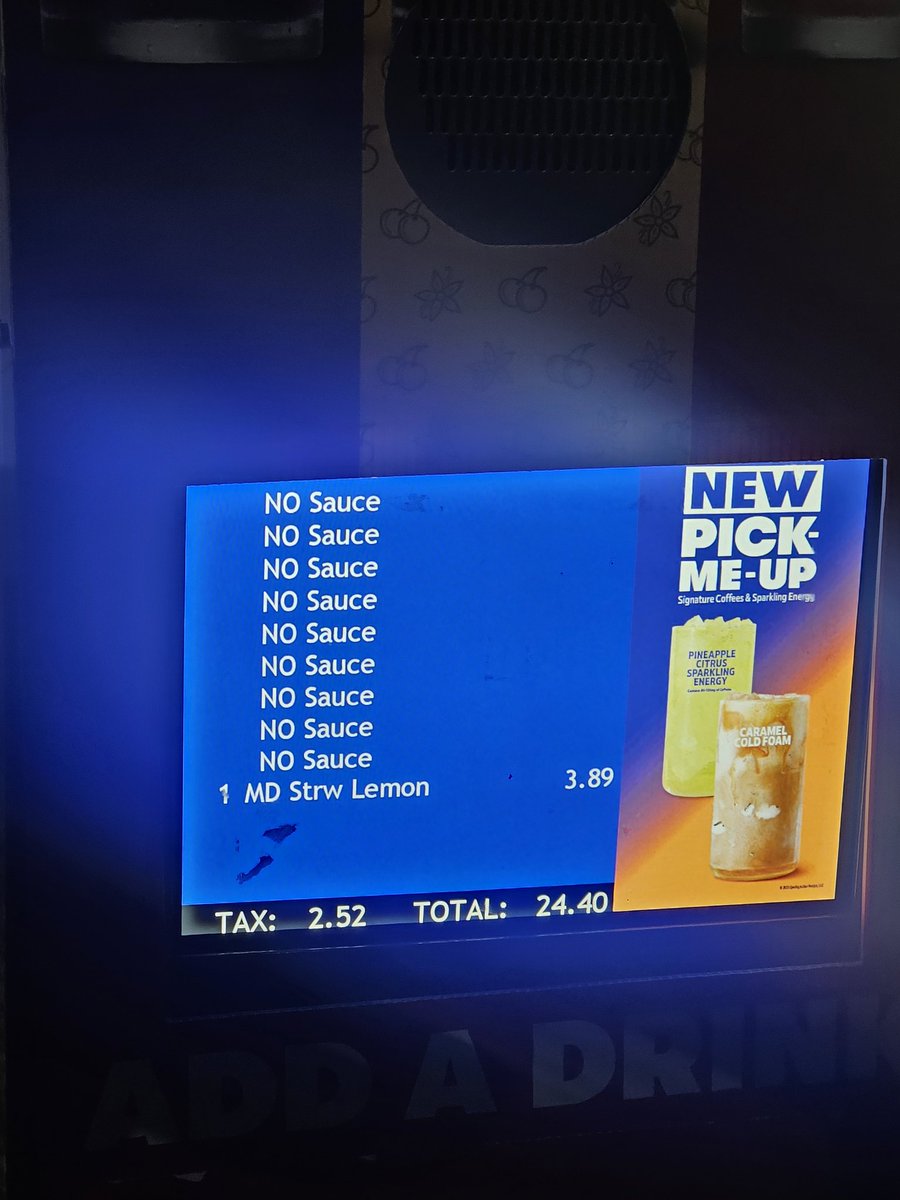 NO Sauce
NO Sauce
NO Sauce
NO Sauce
NO Sauce
NO Sauce
NO Sauce
NO Sauce
NO Sauce
1 MD Strw Lemon 3.89
TAX: 2.52 TOTAL: 24.40
NEW
PICK-
ME-UP
Signature Coffees & Sparkling Energy
PINEAPPLE
CITRUS
SPARKLING
ENERGY
CARAMEL
COLD FOAM
ADD A DRINK